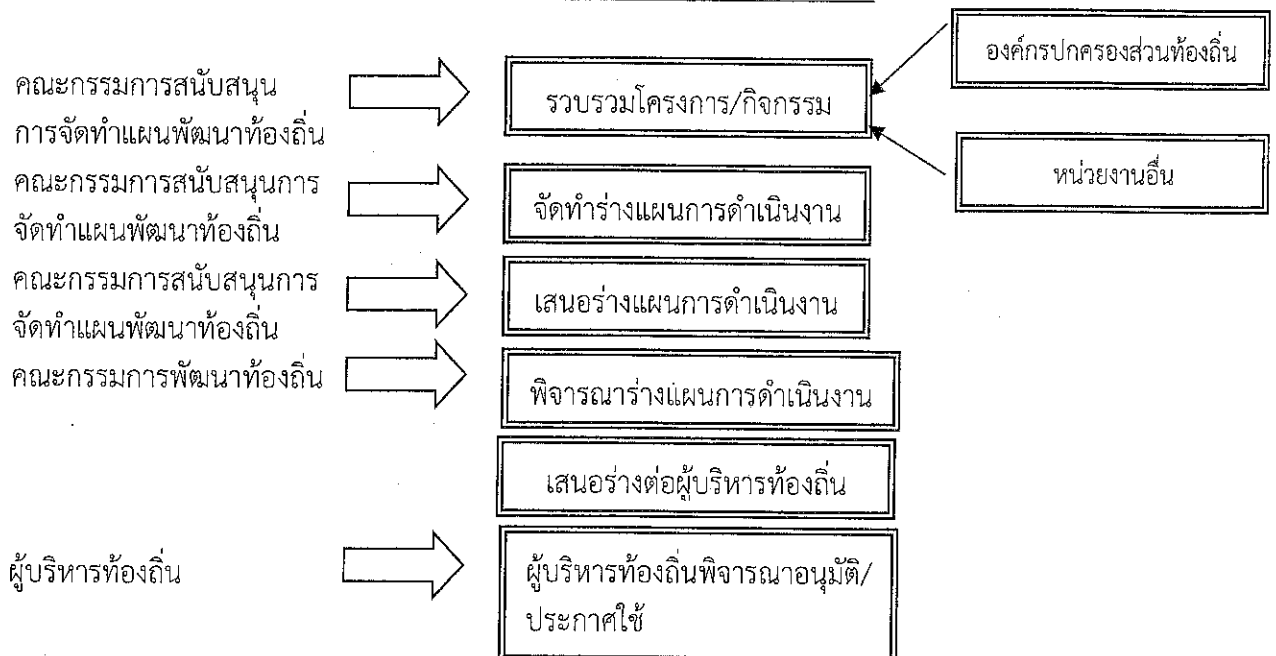 องค์กรปกครองส่วนท้องถิ่น
คณะกรรมการสนับสนุน
การจัดทำแผนพัฒนาท้องถิ่น
รวบรวมโครงการ/กิจกรรม
หน่วยงานอื่น
คณะกรรมการสนับสนุนการ
จัดทำแผนพัฒนาท้องถิ่น
จัดทำร่างแผนการดำเนินงาน
คณะกรรมการสนับสนุนการ
จัดทำแผนพัฒนาท้องถิ่น
เสนอร่างแผนการดำเนินงาน
คณะกรรมการพัฒนาท้องถิ่น
พิจารณาร่างแผนการดำเนินงาน
เสนอร่างต่อผู้บริหารท้องถิ่น
ผู้บริหารท้องถิ่น
ผู้บริหารท้องถิ่นพิจารณาอนุมัติ/
ประกาศใช้